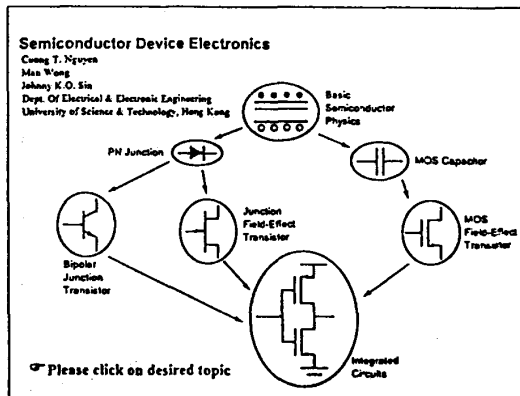 Semiconductor Device Electronics
Cuong T. Nguyen
Man Wong
Johnny K.O. Sin
Dept. Of Electrical & Electronic Engineering
University of Science & Technology, Hong Kong
Basic
Semiconductor
Physics
PN Junction
MOS Capacitor
Bipolar
Junction
Transistor
Junction
Field-Effect
Transistor
MOS
Field-Effect
Transistor
Integrated
Circuits
☞ Please click on desired topic